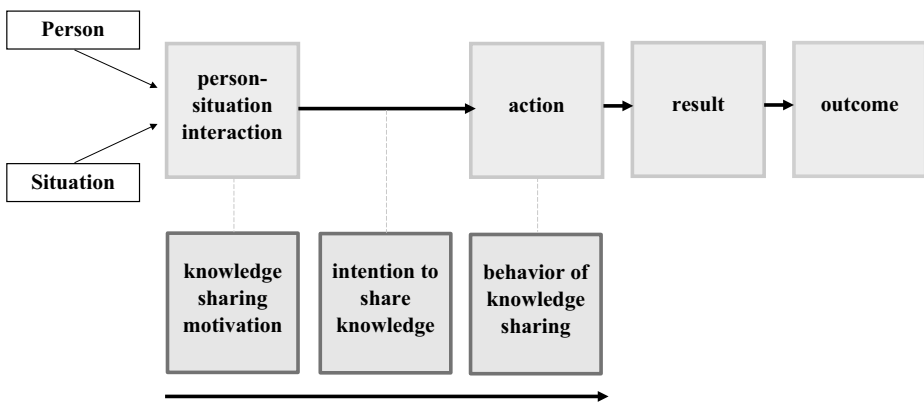 Person
person-
situation
interaction
action
result
outcome
Situation
knowledge
sharing
motivation
intention to
share
knowledge
behavior of
knowledge
sharing